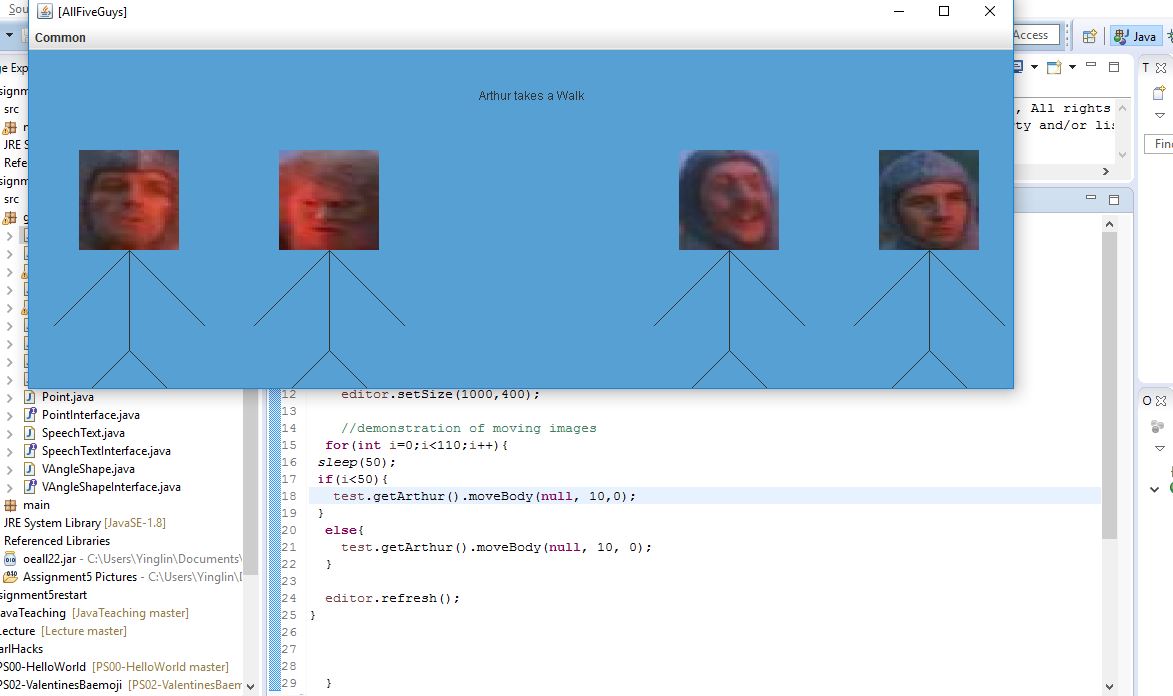 Sou
[AllFiveGuys]
Common
Access
Java
Arthur takes a Walk
T
, All rights
ty and/or lis
Find
ge Exp
signm
src
JRE S
Refe
signm
src
Point.java
PointInterface.java
SpeechText.java
SpeechTextInterface.java
VAngleShape.java
VAngleShapeInterface.java
main
JRE System Library [JavaSE-1.8]
Referenced Libraries
oeall22.jar - C:\Users\Yinglin\Documents\
Assignment5 Pictures - C:\Users\Yinglin\D
signment5restart
avaTeaching [JavaTeaching master]
Lecture [Lecture master]
arlHacks
PS00-HelloWorld [PS00-HelloWorld master]
PS02-ValentinesBaemoji [PS02-ValentinesBaem
O
12 editor.setSize(1000,400);
13
14 //demonstration of moving images
15 for(int i=0;i<110;i++){
16 sleep(50);
17 if(i<50){
18 test.getArthur().moveBody(null, 10,0);
19 }
20 else{
21 test.getArthur().moveBody(null, 10, 0);
22 }
23
24 editor.refresh();
25 }
26
27
28
29 }